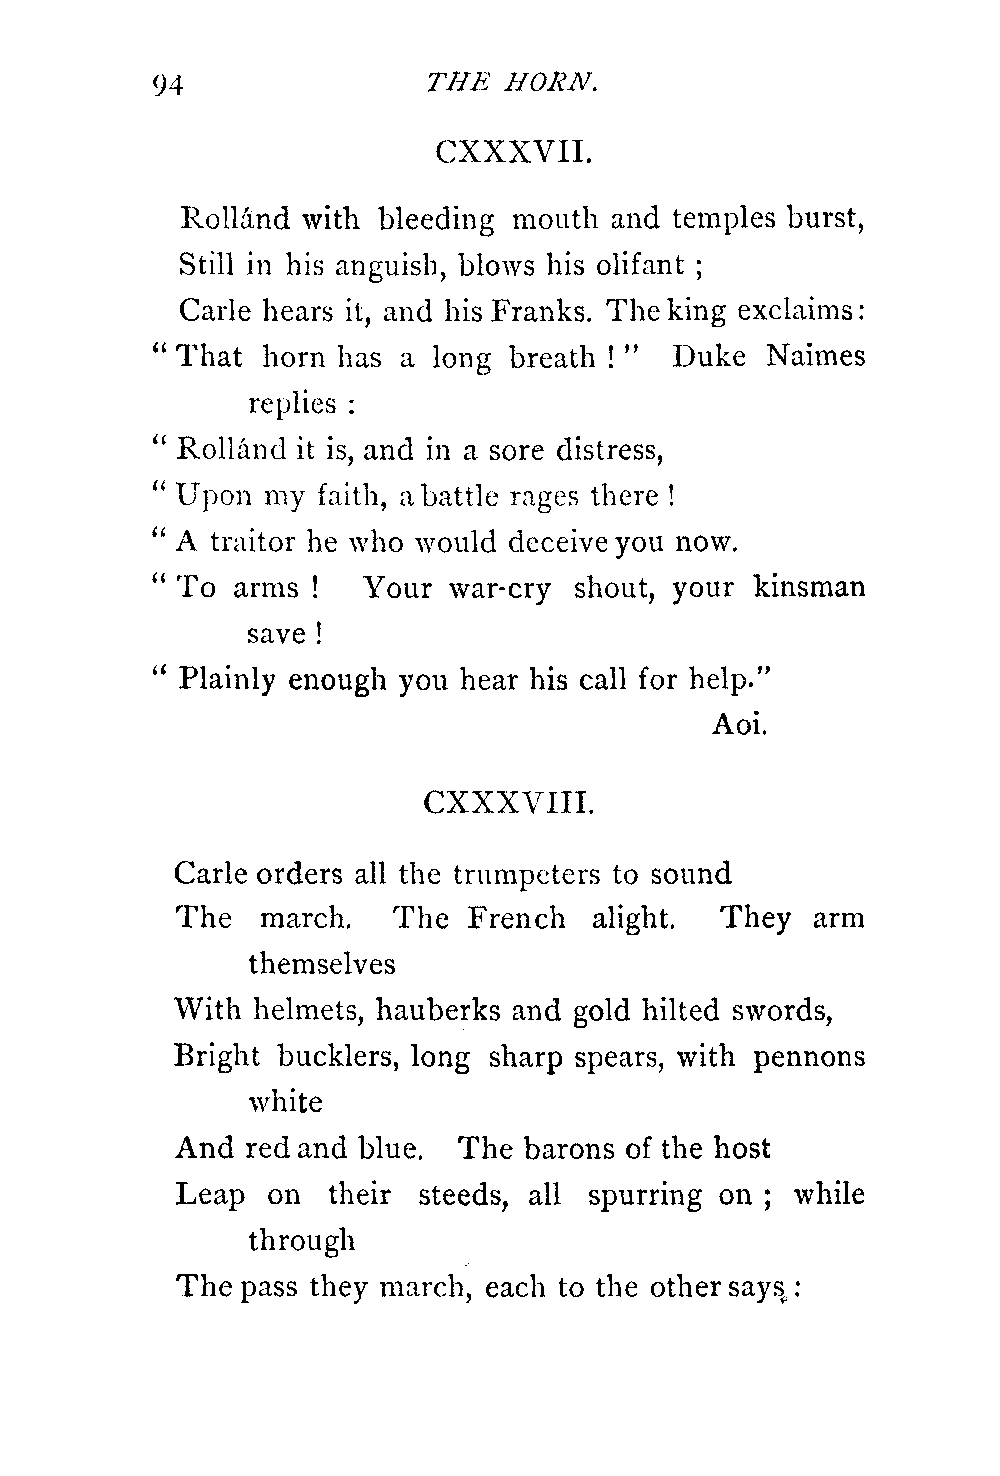 94 THE HORN.
CXXXVII.
Rollánd with bleeding mouth and temples burst,
Still in his anguish, blows his olifant ;
Carle hears it, and his Franks. The king exclaims:
“ That horn has a long breath ! ” Duke Naimes
replies :
“ Rollánd it is, and in a sore distress,
“ Upon my faith, a battle rages there !
“ A traitor he who would deceive you now.
“ To arms ! Your war-cry shout, your kinsman
save !
“ Plainly enough you hear his call for help.”
Aoi.
CXXXVIII.
Carle orders all the trumpeters to sound
The march. The French alight. They arm
themselves
With helmets, hauberks and gold hilted swords,
Bright bucklers, long sharp spears, with pennons
white
And red and blue. The barons of the host
Leap on their steeds, all spurring on ; while
through
The pass they march, each to the other says :